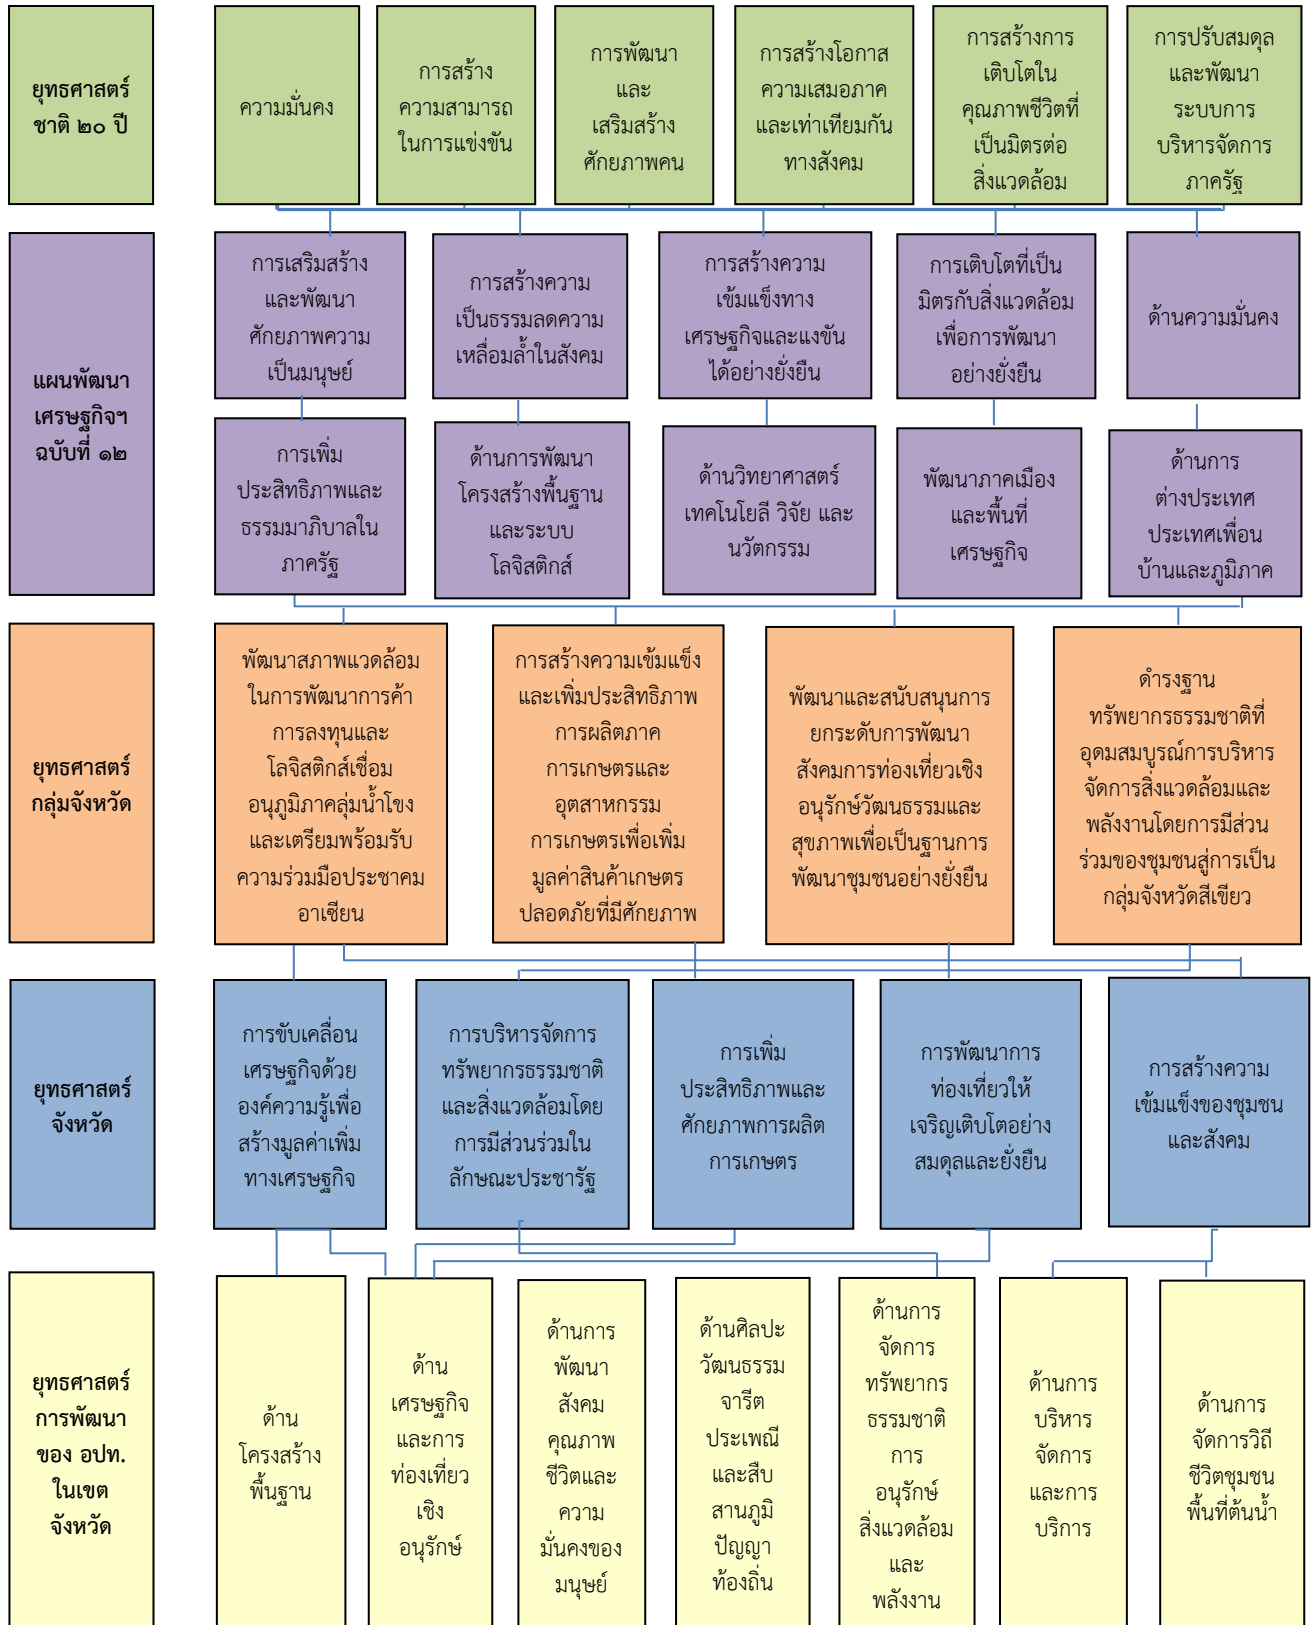 ยุทธศาสตร์
ชาติ ๒๐ ปี
ความมั่นคง
การสร้าง
ความสามารถ
ในการแข่งขัน
การพัฒนา
และ
เสริมสร้าง
ศักยภาพคน
การสร้างโอกาส
ความเสมอภาค
และเท่าเทียมกัน
ทางสังคม
การสร้างการ
เติบโตใน
คุณภาพชีวิตที่
เป็นมิตรต่อ
สิ่งแวดล้อม
การปรับสมดุล
และพัฒนา
ระบบการ
บริหารจัดการ
ภาครัฐ
แผนพัฒนา
เศรษฐกิจฯ
ฉบับที่ ๑๒
การเสริมสร้าง
และพัฒนา
ศักยภาพความ
เป็นมนุษย์
การสร้างความ
เป็นธรรมลดความ
เหลื่อมล้ำในสังคม
การสร้างความ
เข้มแข็งทาง
เศรษฐกิจและแงขัน
ได้อย่างยั่งยืน
การเติบโตที่เป็น
มิตรกับสิ่งแวดล้อม
เพื่อการพัฒนา
อย่างยั่งยืน
ด้านความมั่นคง
การเพิ่ม
ประสิทธิภาพและ
ธรรมมาภิบาลใน
ภาครัฐ
ด้านการพัฒนา
โครงสร้างพื้นฐาน
และระบบ
โลจิสติกส์
ด้านวิทยาศาสตร์
เทคโนโยลี วิจัย และ
นวัตกรรม
พัฒนาภาคเมือง
และพื้นที่
เศรษฐกิจ
ด้านการ
ต่างประเทศ
ประเทศเพื่อน
บ้านและภูมิภาค
ยุทธศาสตร์
กลุ่มจังหวัด
พัฒนาสภาพแวดล้อม
ในการพัฒนาการค้า
การลงทุนและ
โลจิสติกส์เชื่อม
อนุภูมิภาคลุ่มน้ำโขง
และเตรียมพร้อมรับ
ความร่วมมือประชาคม
อาเซียน
การสร้างความเข้มแข็ง
และเพิ่มประสิทธิภาพ
การผลิตภาค
การเกษตรและ
อุตสาหกรรม
การเกษตรเพื่อเพิ่ม
มูลค่าสินค้าเกษตร
ปลอดภัยที่มีศักยภาพ
พัฒนาและสนับสนุนการ
ยกระดับการพัฒนา
สังคมการท่องเที่ยวเชิง
อนุรักษ์วัฒนธรรมและ
สุขภาพเพื่อเป็นฐานการ
พัฒนาชุมชนอย่างยั่งยืน
ดำรงฐาน
ทรัพยากรธรรมชาติที่
อุดมสมบูรณ์การบริหาร
จัดการสิ่งแวดล้อมและ
พลังงานโดยการมีส่วน
ร่วมของชุมชนสู่การเป็น
กลุ่มจังหวัดสีเขียว
ยุทธศาสตร์
จังหวัด
การขับเคลื่อน
เศรษฐกิจด้วย
องค์ความรู้เพื่อ
สร้างมูลค่าเพิ่ม
ทางเศรษฐกิจ
การบริหารจัดการ
ทรัพยากรธรรมชาติ
และสิ่งแวดล้อมโดย
การมีส่วนร่วมใน
ลักษณะประชารัฐ
การเพิ่ม
ประสิทธิภาพและ
ศักยภาพการผลิต
การเกษตร
การพัฒนาการ
ท่องเที่ยวให้
เจริญเติบโตอย่าง
สมดุลและยั่งยืน
การสร้างความ
เข้มแข็งของชุมชน
และสังคม
ยุทธศาสตร์
การพัฒนา
ของ อปท.
ในเขต
จังหวัด
ด้าน
โครงสร้าง
พื้นฐาน
ด้าน
เศรษฐกิจ
และการ
ท่องเที่ยว
เชิง
อนุรักษ์
ด้านการ
พัฒนา
สังคม
คุณภาพ
ชีวิตและ
ความ
มั่นคงของ
มนุษย์
ด้านศิลปะ
วัฒนธรรม
จารีต
ประเพณี
และสืบ
สานภูมิ
ปัญญา
ท้องถิ่น
ด้านการ
จัดการ
ทรัพยากร
ธรรมชาติ
การ
อนุรักษ์
สิ่งแวดล้อม
และ
พลังงาน
ด้านการ
บริหาร
จัดการ
และการ
บริการ
ด้านการ
จัดการวิถี
ชีวิตชุมชน
พื้นที่ต้นน้ำ